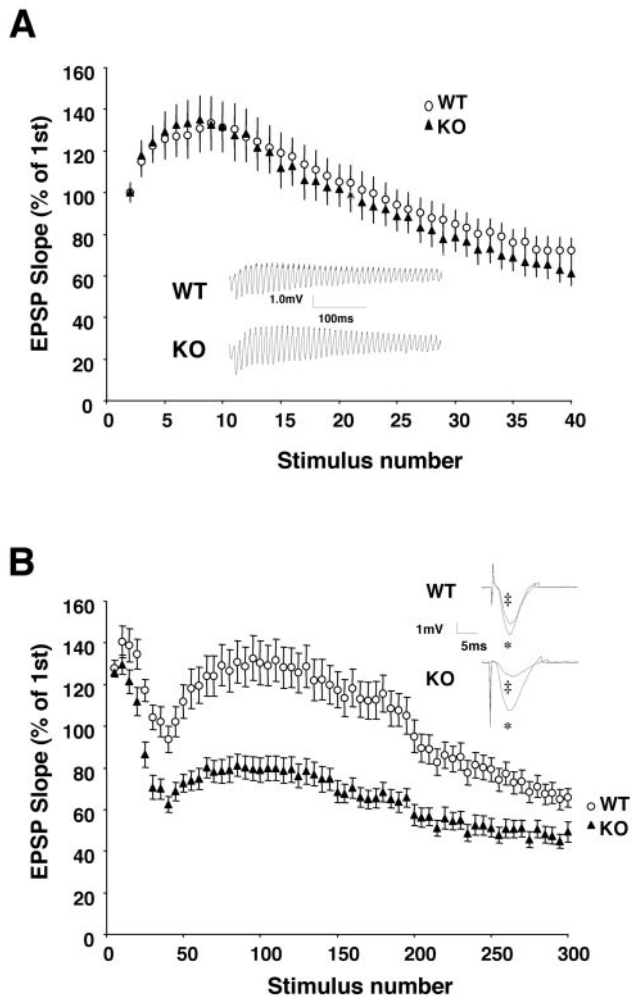 A
160
140
120
100
80
60
40
20
0
EPSP Slope (% of 1st)
WT
KO
WT
1.0mV
100ms
KO
0 5 10 15 20 25 30 35 40
Stimulus number
B
160
140
120
100
80
60
40
20
0
EPSP Slope (% of 1st)
WT
‡
1mV
5ms
*
KO
‡
*
WT
KO
0 50 100 150 200 250 300
Stimulus number